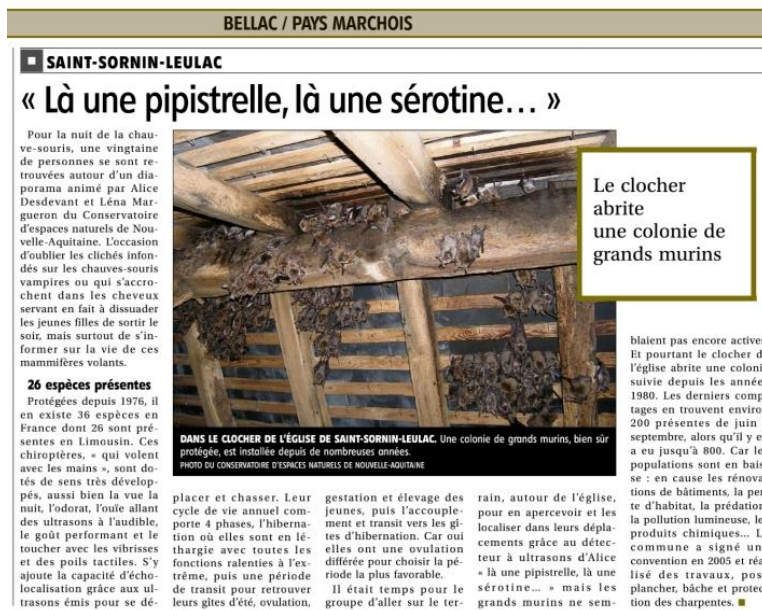 BELLAC / PAYS MARCHOIS
SAINT-SORNIN-LEULAC
« Là une pipistrelle, là une sérotine… »
Pour la nuit de la chau-
ve-souris, une vingtaine
de personnes se sont re-
trouvées autour d'un dia-
porama animé par Alice
Desdevant et Léna Mar-
gueron du Conservatoire
d'espaces naturels de Nou-
velle-Aquitaine. L'occasion
d'oublier les clichés infon-
dés sur les chauves-souris
vampires ou qui s'accro-
chent dans les cheveux
servant en fait à dissuader
les jeunes filles de sortir le
soir, mais surtout de s'in-
former sur la vie de ces
mammifères volants.
26 espèces présentes
Protégées depuis 1976, il
en existe 36 espèces en
France dont 26 sont pré-
sentes en Limousin. Ces
chiroptères, « qui volent
avec les mains », sont do-
tés de sens très dévelop-
pés, aussi bien la vue la
nuit, l'odorat, l'ouïe allant
des ultrasons à l'audible,
le goût performant et le
toucher avec les vibrisses
et des poils tactiles. S'y
ajoute la capacité d'écho-
localisation grâce aux ul-
trasons émis pour se dé-
DANS LE CLOCHER DE L'ÉGLISE DE SAINT-SORNIN-LEULAC. Une colonie de grands murins, bien sûr
protégée, est installée depuis de nombreuses années.
PHOTO DU CONSERVATOIRE D'ESPACES NATURELS DE NOUVELLE-AQUITAINE
placer et chasser. Leur
cycle de vie annuel com-
porte 4 phases, l'hiberna-
tion où elles sont en lé-
thargie avec toutes les
fonctions ralenties à l'ex-
trême, puis une période
de transit pour retrouver
leurs gîtes d'été, ovulation,
gestation et élevage des
jeunes, puis l'accouple-
ment et transit vers les gî-
tes d'hibernation. Car oui
elles ont une ovulation
différée pour choisir la pé-
riode la plus favorable.
Il était temps pour le
groupe d'aller sur le ter-
rain, autour de l'église,
pour en apercevoir et les
localiser dans leurs dépla-
cements grâce au détec-
teur à ultrasons d'Alice
« là une pipistrelle, là une
sérotine… » mais les
grands murins ne sem-
Le clocher
abrite
une colonie de
grands murins
blaient pas encore actives
Et pourtant le clocher d
l'église abrite une coloni
suivie depuis les année
1980. Les derniers comp
tages en trouvent enviro
200 présentes de juin
septembre, alors qu'il y e
a eu jusqu'à 800. Car le
populations sont en bais
se : en cause les rénova
tions de bâtiments, la per
te d'habitat, la prédation
la pollution lumineuse, le
produits chimiques… L
commune a signé un
convention en 2005 et réa
lisé des travaux, pos
plancher, bâche et protec
tion des charpentes.